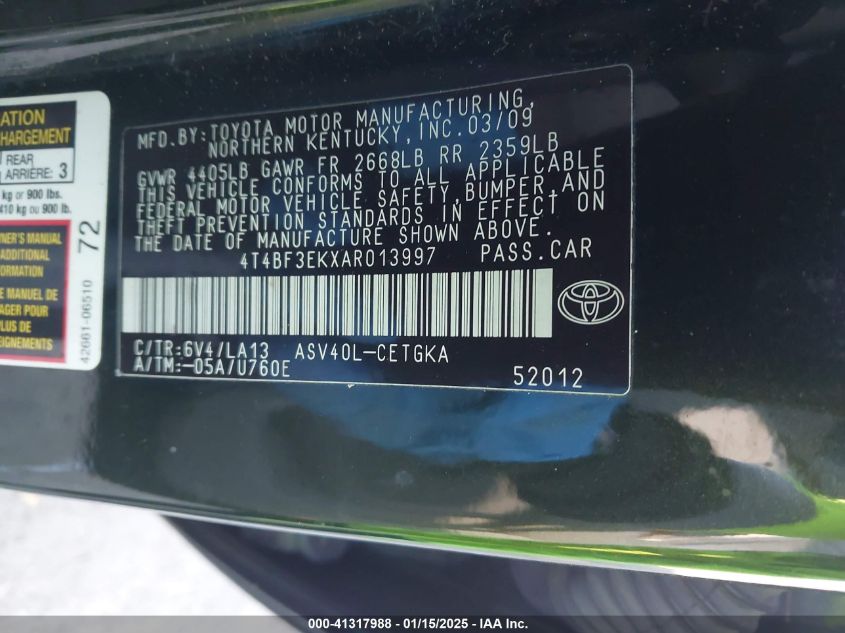 ATION
CHARGEMENT
REAR
ARRIÈRE: 3
kg or 900 lbs.
410 kg ou 900 lb.
NER'S MANUAL
ADDITIONAL
FORMATION
E MANUEL DE
AGER POUR
PLUS DE
SEIGNEMENTS
72
42661-06510
MFD.BY:TOYOTA MOTOR MANUFACTURING,
NORTHERN KENTUCKY,INC.03/09
GVWR 4405LB GAWR FR 2668LB RR 2359LB
THIS VEHICLE CONFORMS TO ALL APPLICABLE
FEDERAL MOTOR VEHICLE SAFETY,BUMPER,AND
THEFT PREVENTION STANDARDS IN EFFECT ON
THE DATE OF MANUFACTURE SHOWN ABOVE.
4T4BF3EKXAR013997 PASS.CAR
C/TR:6V4/LA13 ASV40L-CETGKA
A/TM:-05A/U760E 52012
000-41317988 - 01/15/2025 - IAA Inc.